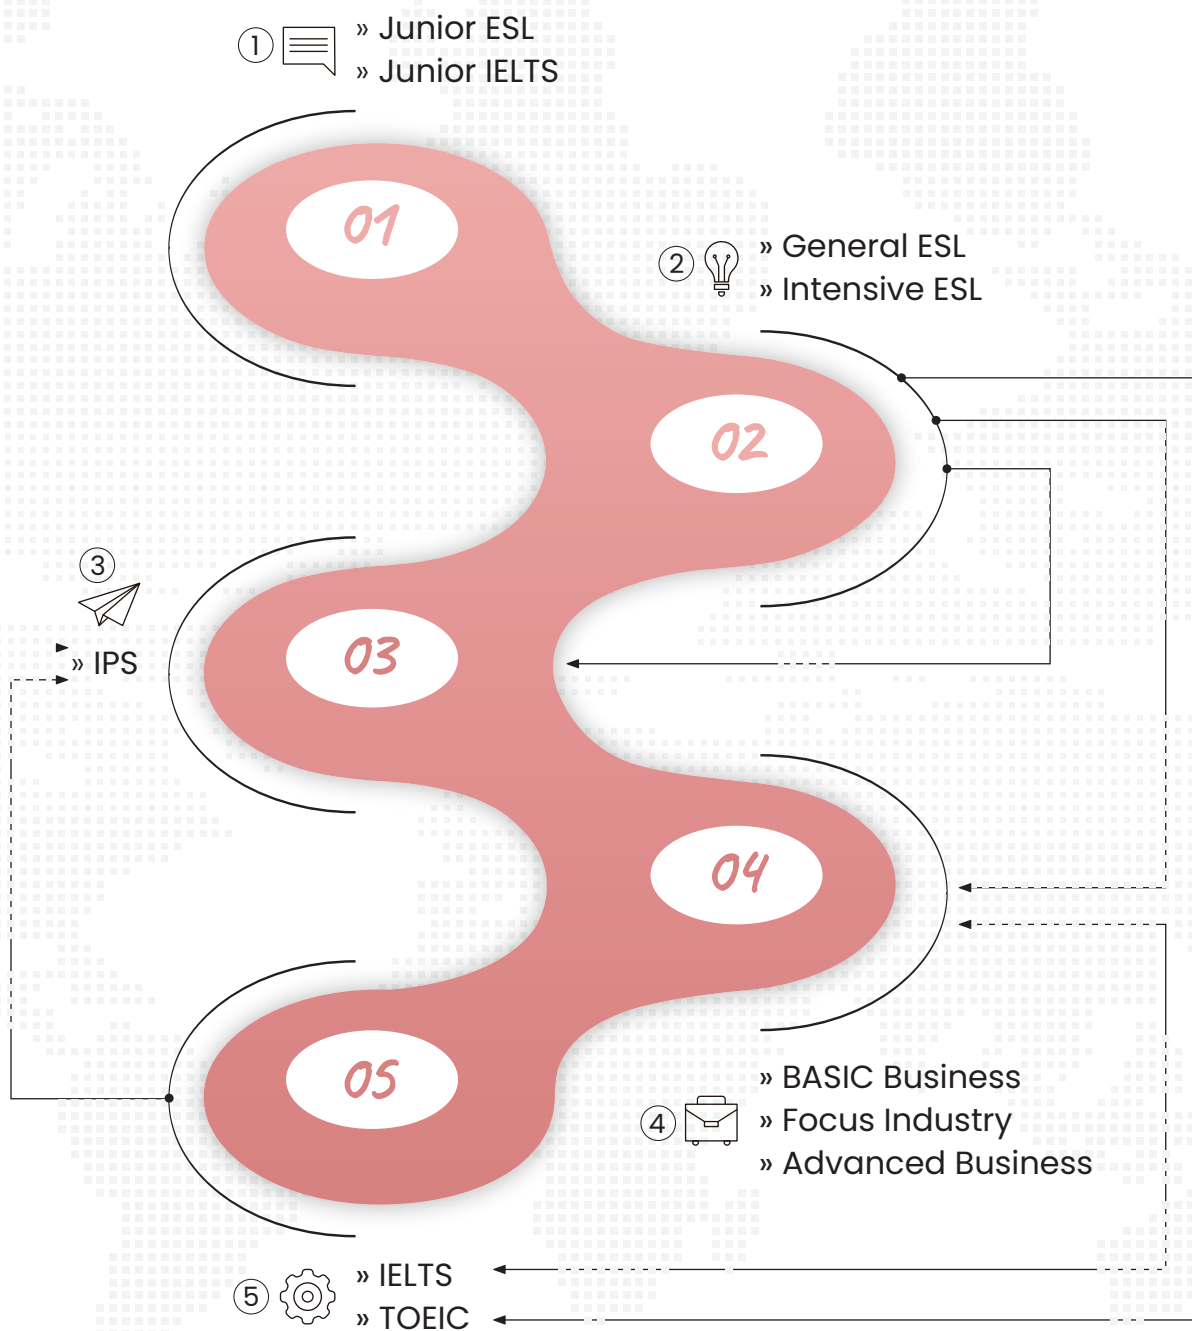 1
» Junior ESL
» Junior IELTS
01
2
» General ESL
» Intensive ESL
02
3
» IPS
03
04
05
4
» BASIC Business
» Focus Industry
» Advanced Business
5
» IELTS
» TOEIC